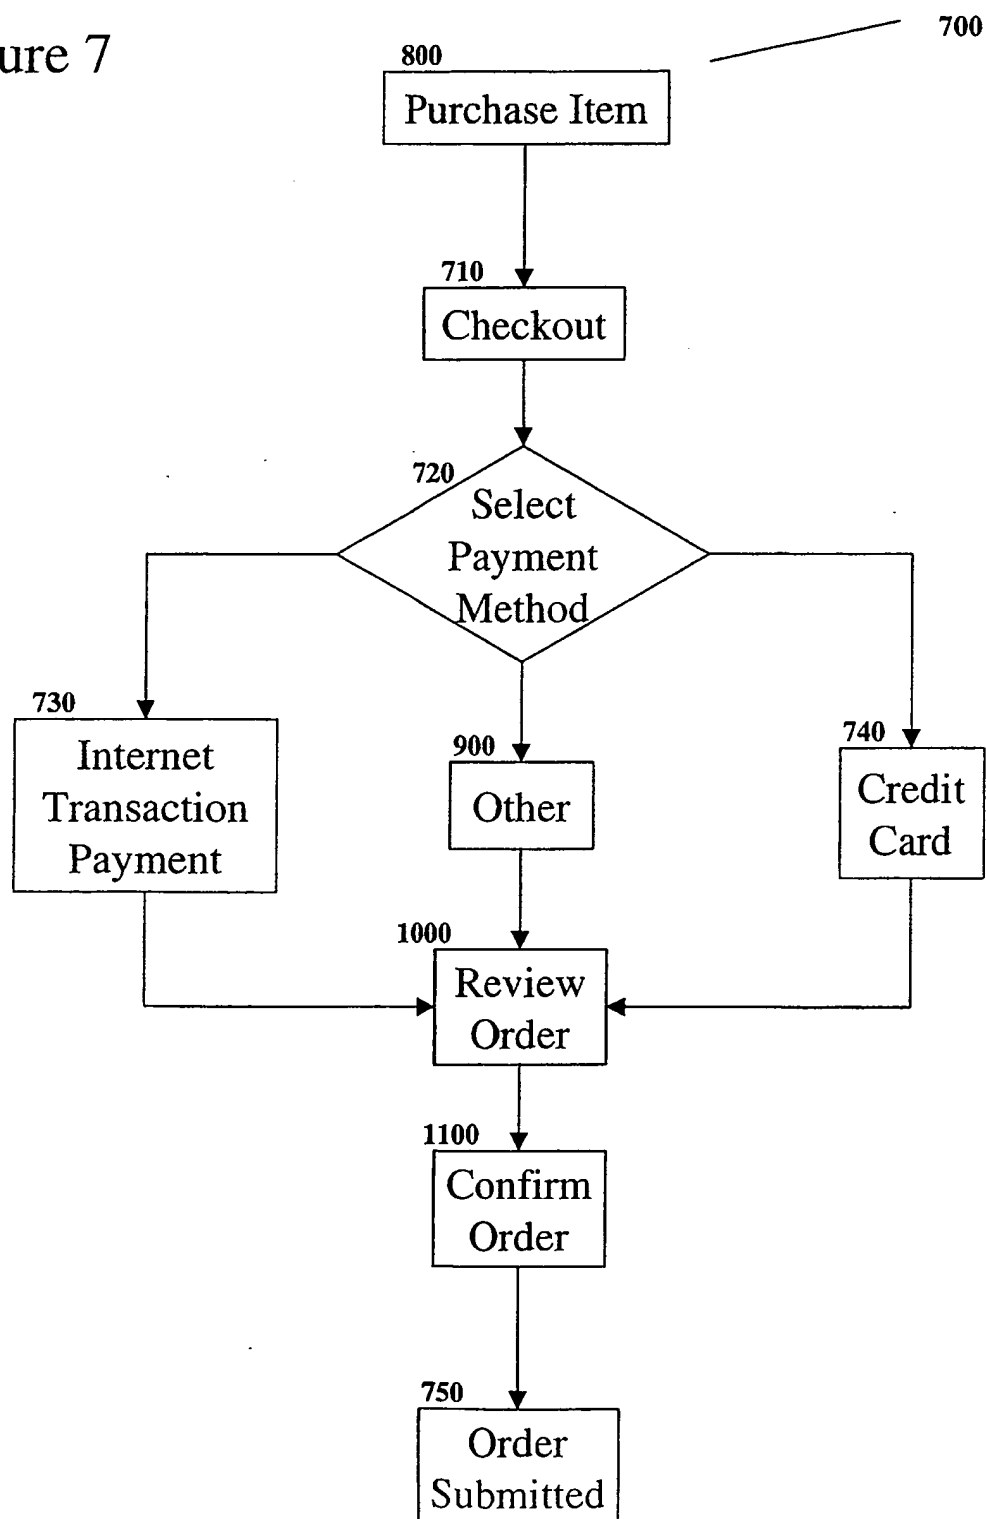 ure 7
700
800
Purchase Item
710
Checkout
720
Select
Payment
Method
730
Internet
Transaction
Payment
900
Other
740
Credit
Card
1000
Review
Order
1100
Confirm
Order
750
Order
Submitted